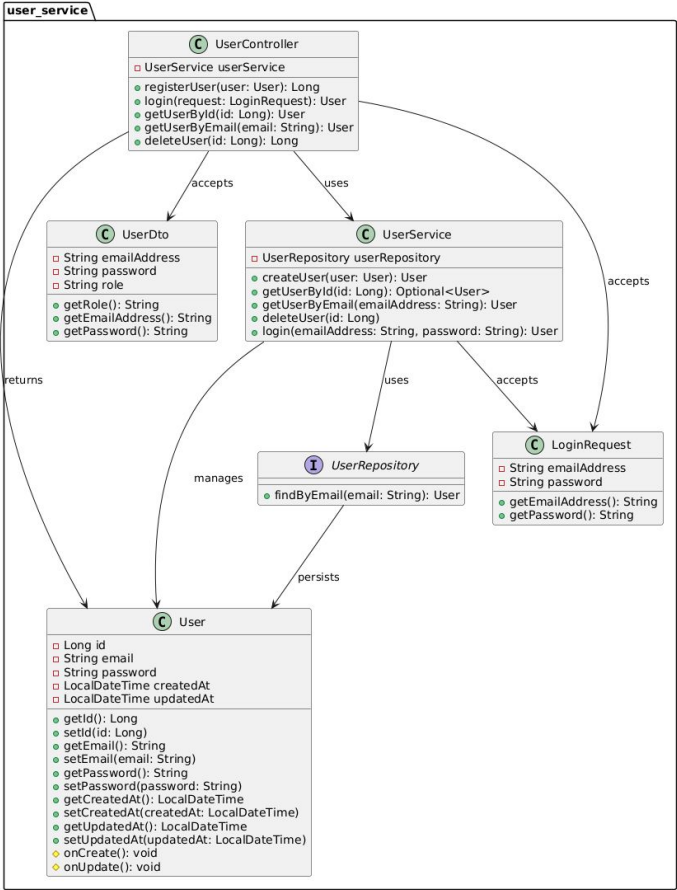 user_service
C UserController
UserService userService
registerUser(user: User): Long
login(request: LoginRequest): User
getUserById(id: Long): User
getUserByEmail(email: String): User
deleteUser(id: Long): Long
accepts
uses
accepts
returns
C UserDto
String emailAddress
String password
String role
getRole(): String
getEmailAddress(): String
getPassword(): String
C UserService
UserRepository userRepository
createUser(user: User): User
getUserById(id: Long): Optional<User>
getUserByEmail(emailAddress: String): User
deleteUser(id: Long)
login(emailAddress: String, password: String): User
manages
uses
accepts
I UserRepository
findByEmail(email: String): User
persists
C LoginRequest
String emailAddress
String password
getEmailAddress(): String
getPassword(): String
C User
Long id
String email
String password
LocalDateTime createdAt
LocalDateTime updatedAt
getId(): Long
setId(id: Long)
getEmail(): String
setEmail(email: String)
getPassword(): String
setPassword(password: String)
getCreatedAt(): LocalDateTime
setCreatedAt(createdAt: LocalDateTime)
getUpdatedAt(): LocalDateTime
setUpdatedAt(updatedAt: LocalDateTime)
onCreate(): void
onUpdate(): void